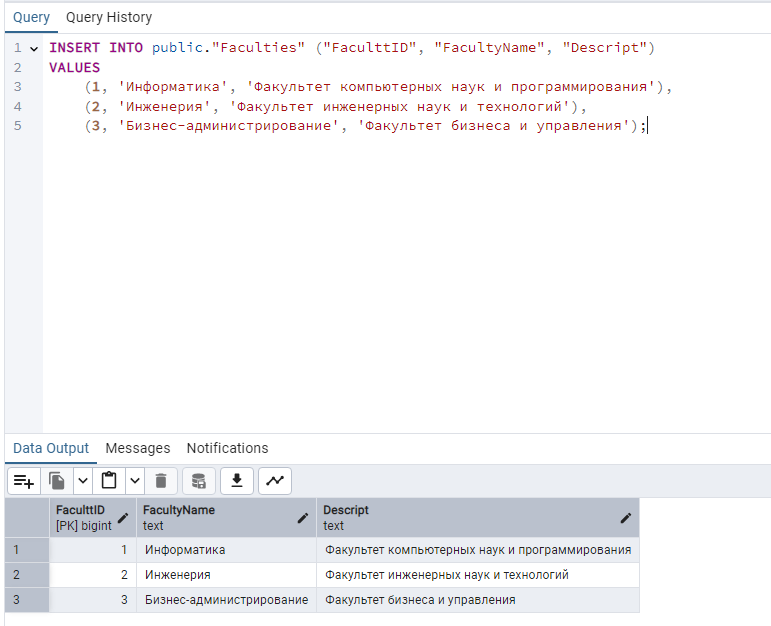 Query Query History
1 INSERT INTO public."Faculties" ("FaculttID", "FacultyName", "Descript")
2 VALUES
3 (1, 'Информатика', 'Факультет компьютерных наук и программирования'),
4 (2, 'Инженерия', 'Факультет инженерных наук и технологий'),
5 (3, 'Бизнес-администрирование', 'Факультет бизнеса и управления');
Data Output Messages Notifications
FaculttID FacultyName Descript
[PK] bigint text text
1 1 Информатика Факультет компьютерных наук и программирования
2 2 Инженерия Факультет инженерных наук и технологий
3 3 Бизнес-администрирование Факультет бизнеса и управления